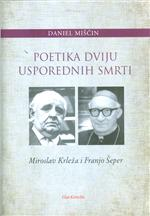 DANIEL MIŠČIN
POETIKA DVIJU
USPOREDNIH SMRTI
Miroslav Krleža i Franjo Šeper
Glas Koncila